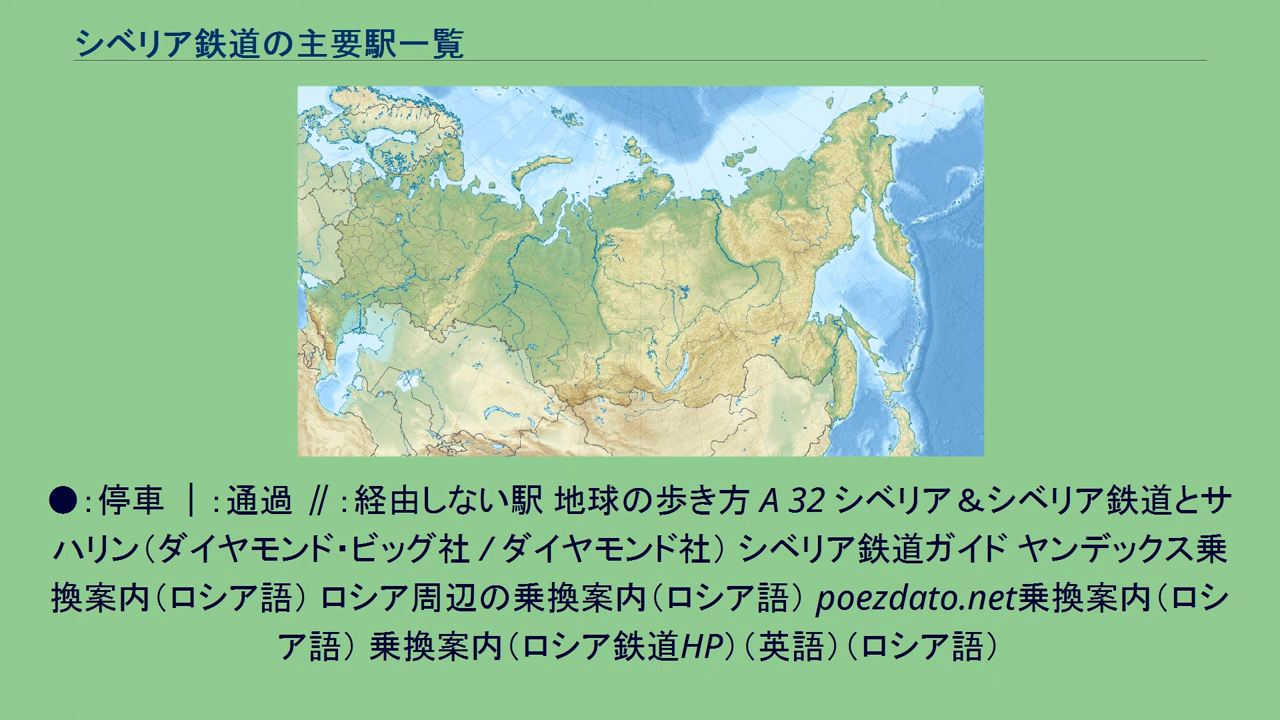 シベリア鉄道の主要駅一覧
●：停車 ｜：通過 ∥：経由しない駅 地球の歩き方 A 32 シベリア＆シベリア鉄道とサ
ハリン（ダイヤモンド・ビッグ社 / ダイヤモンド社） シベリア鉄道ガイド ヤンデックス乗
換案内（ロシア語） ロシア周辺の乗換案内（ロシア語） poezdato.net乗換案内（ロシ
ア語） 乗換案内（ロシア鉄道HP）（英語）（ロシア語）